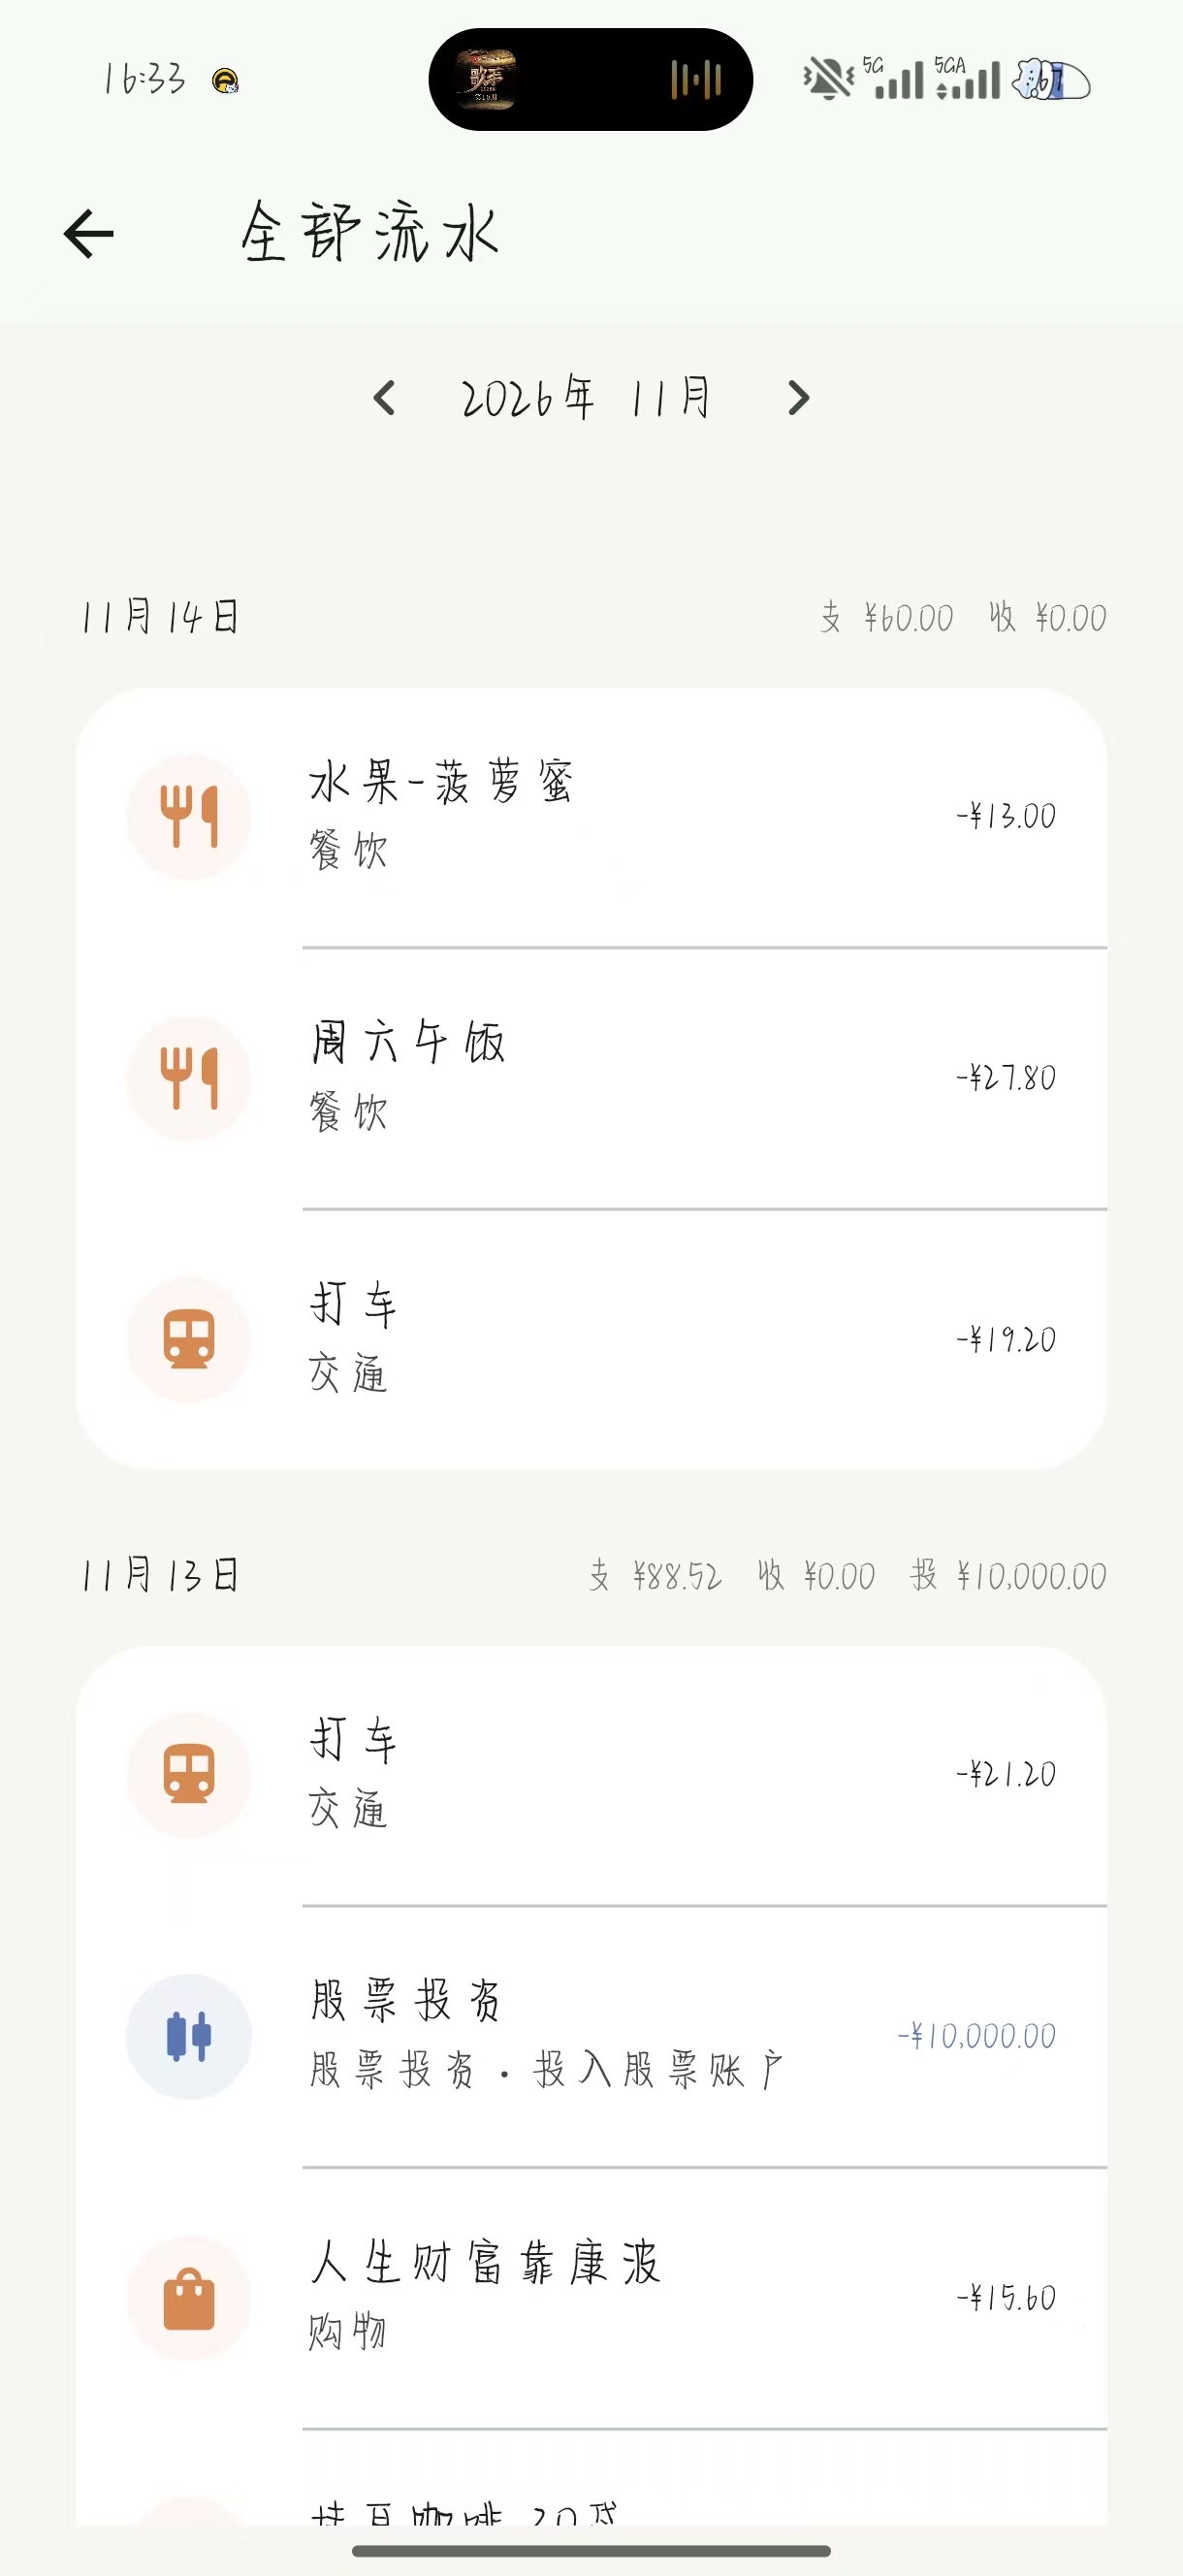 16:33
歌手
5G
5GA
67
全部流水
2026年 11月
11月14日 支 ¥60.00 收 ¥0.00
水果-菠萝蜜
餐饮
-¥13.00
周六午饭
餐饮
-¥27.80
打车
交通
-¥19.20
11月13日 支 ¥88.52 收 ¥0.00 投 ¥10,000.00
打车
交通
-¥21.20
股票投资
股票投资·投入股票账户
-¥10,000.00
人生财富靠康波
购物
-¥15.60